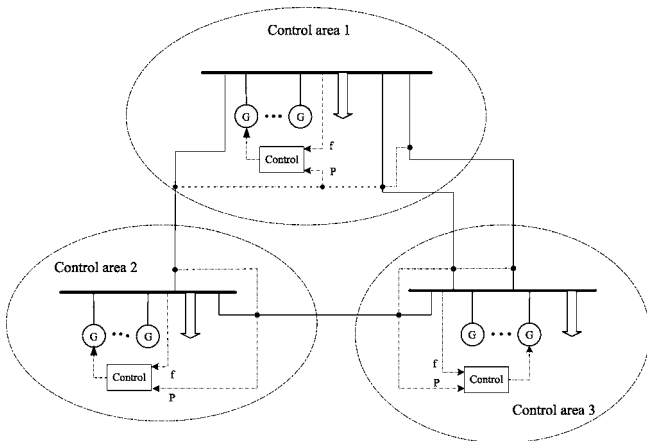 Control area 1
G ••• G
f
Control
P
Control area 2
G ••• G
f
Control
P
G ••• G
f
P
Control
Control area 3